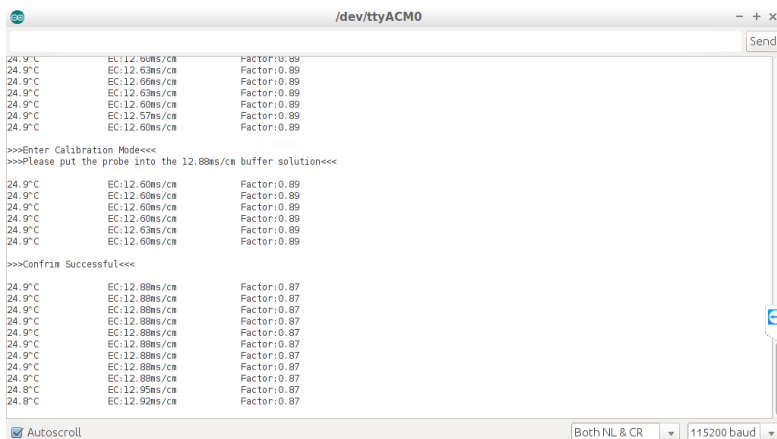 /dev/ttyACM0
Send
24.9^C EC:12.60ms/cm Factor:0.89
24.9^C EC:12.63ms/cm Factor:0.89
24.9^C EC:12.66ms/cm Factor:0.89
24.9^C EC:12.63ms/cm Factor:0.89
24.9^C EC:12.60ms/cm Factor:0.89
24.9^C EC:12.57ms/cm Factor:0.89
24.9^C EC:12.60ms/cm Factor:0.89
>>>Enter Calibration Mode<<<
>>>Please put the probe into the 12.88ms/cm buffer solution<<<
24.9^C EC:12.60ms/cm Factor:0.89
24.9^C EC:12.60ms/cm Factor:0.89
24.9^C EC:12.60ms/cm Factor:0.89
24.9^C EC:12.60ms/cm Factor:0.89
24.9^C EC:12.63ms/cm Factor:0.89
24.9^C EC:12.60ms/cm Factor:0.89
>>>Confrim Successful<<<
24.9^C EC:12.88ms/cm Factor:0.87
24.9^C EC:12.88ms/cm Factor:0.87
24.9^C EC:12.88ms/cm Factor:0.87
24.9^C EC:12.88ms/cm Factor:0.87
24.9^C EC:12.88ms/cm Factor:0.87
24.9^C EC:12.88ms/cm Factor:0.87
24.9^C EC:12.88ms/cm Factor:0.87
24.9^C EC:12.88ms/cm Factor:0.87
24.9^C EC:12.88ms/cm Factor:0.87
24.8^C EC:12.95ms/cm Factor:0.87
24.8^C EC:12.92ms/cm Factor:0.87
Autoscroll
Both NL & CR
115200 baud